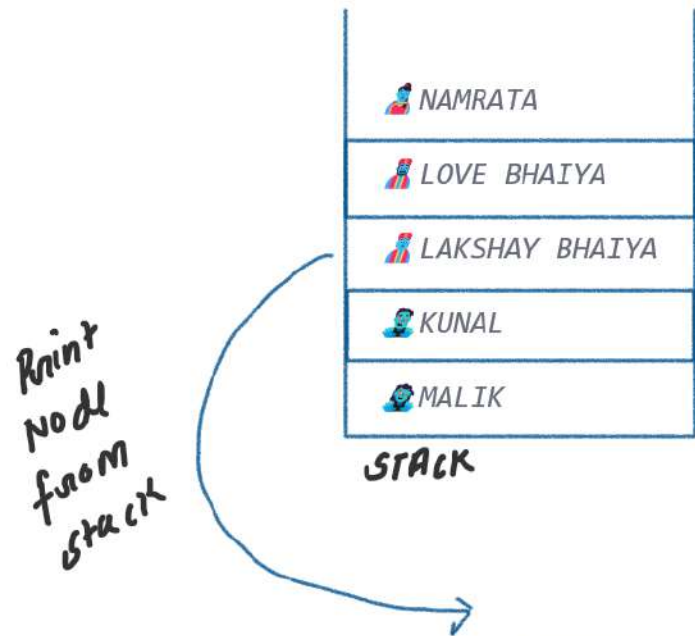 NAMRATA
LOVE BHAIYA
LAKSHAY BHAIYA
KUNAL
MALIK
STACK
Print
Node
from
stack